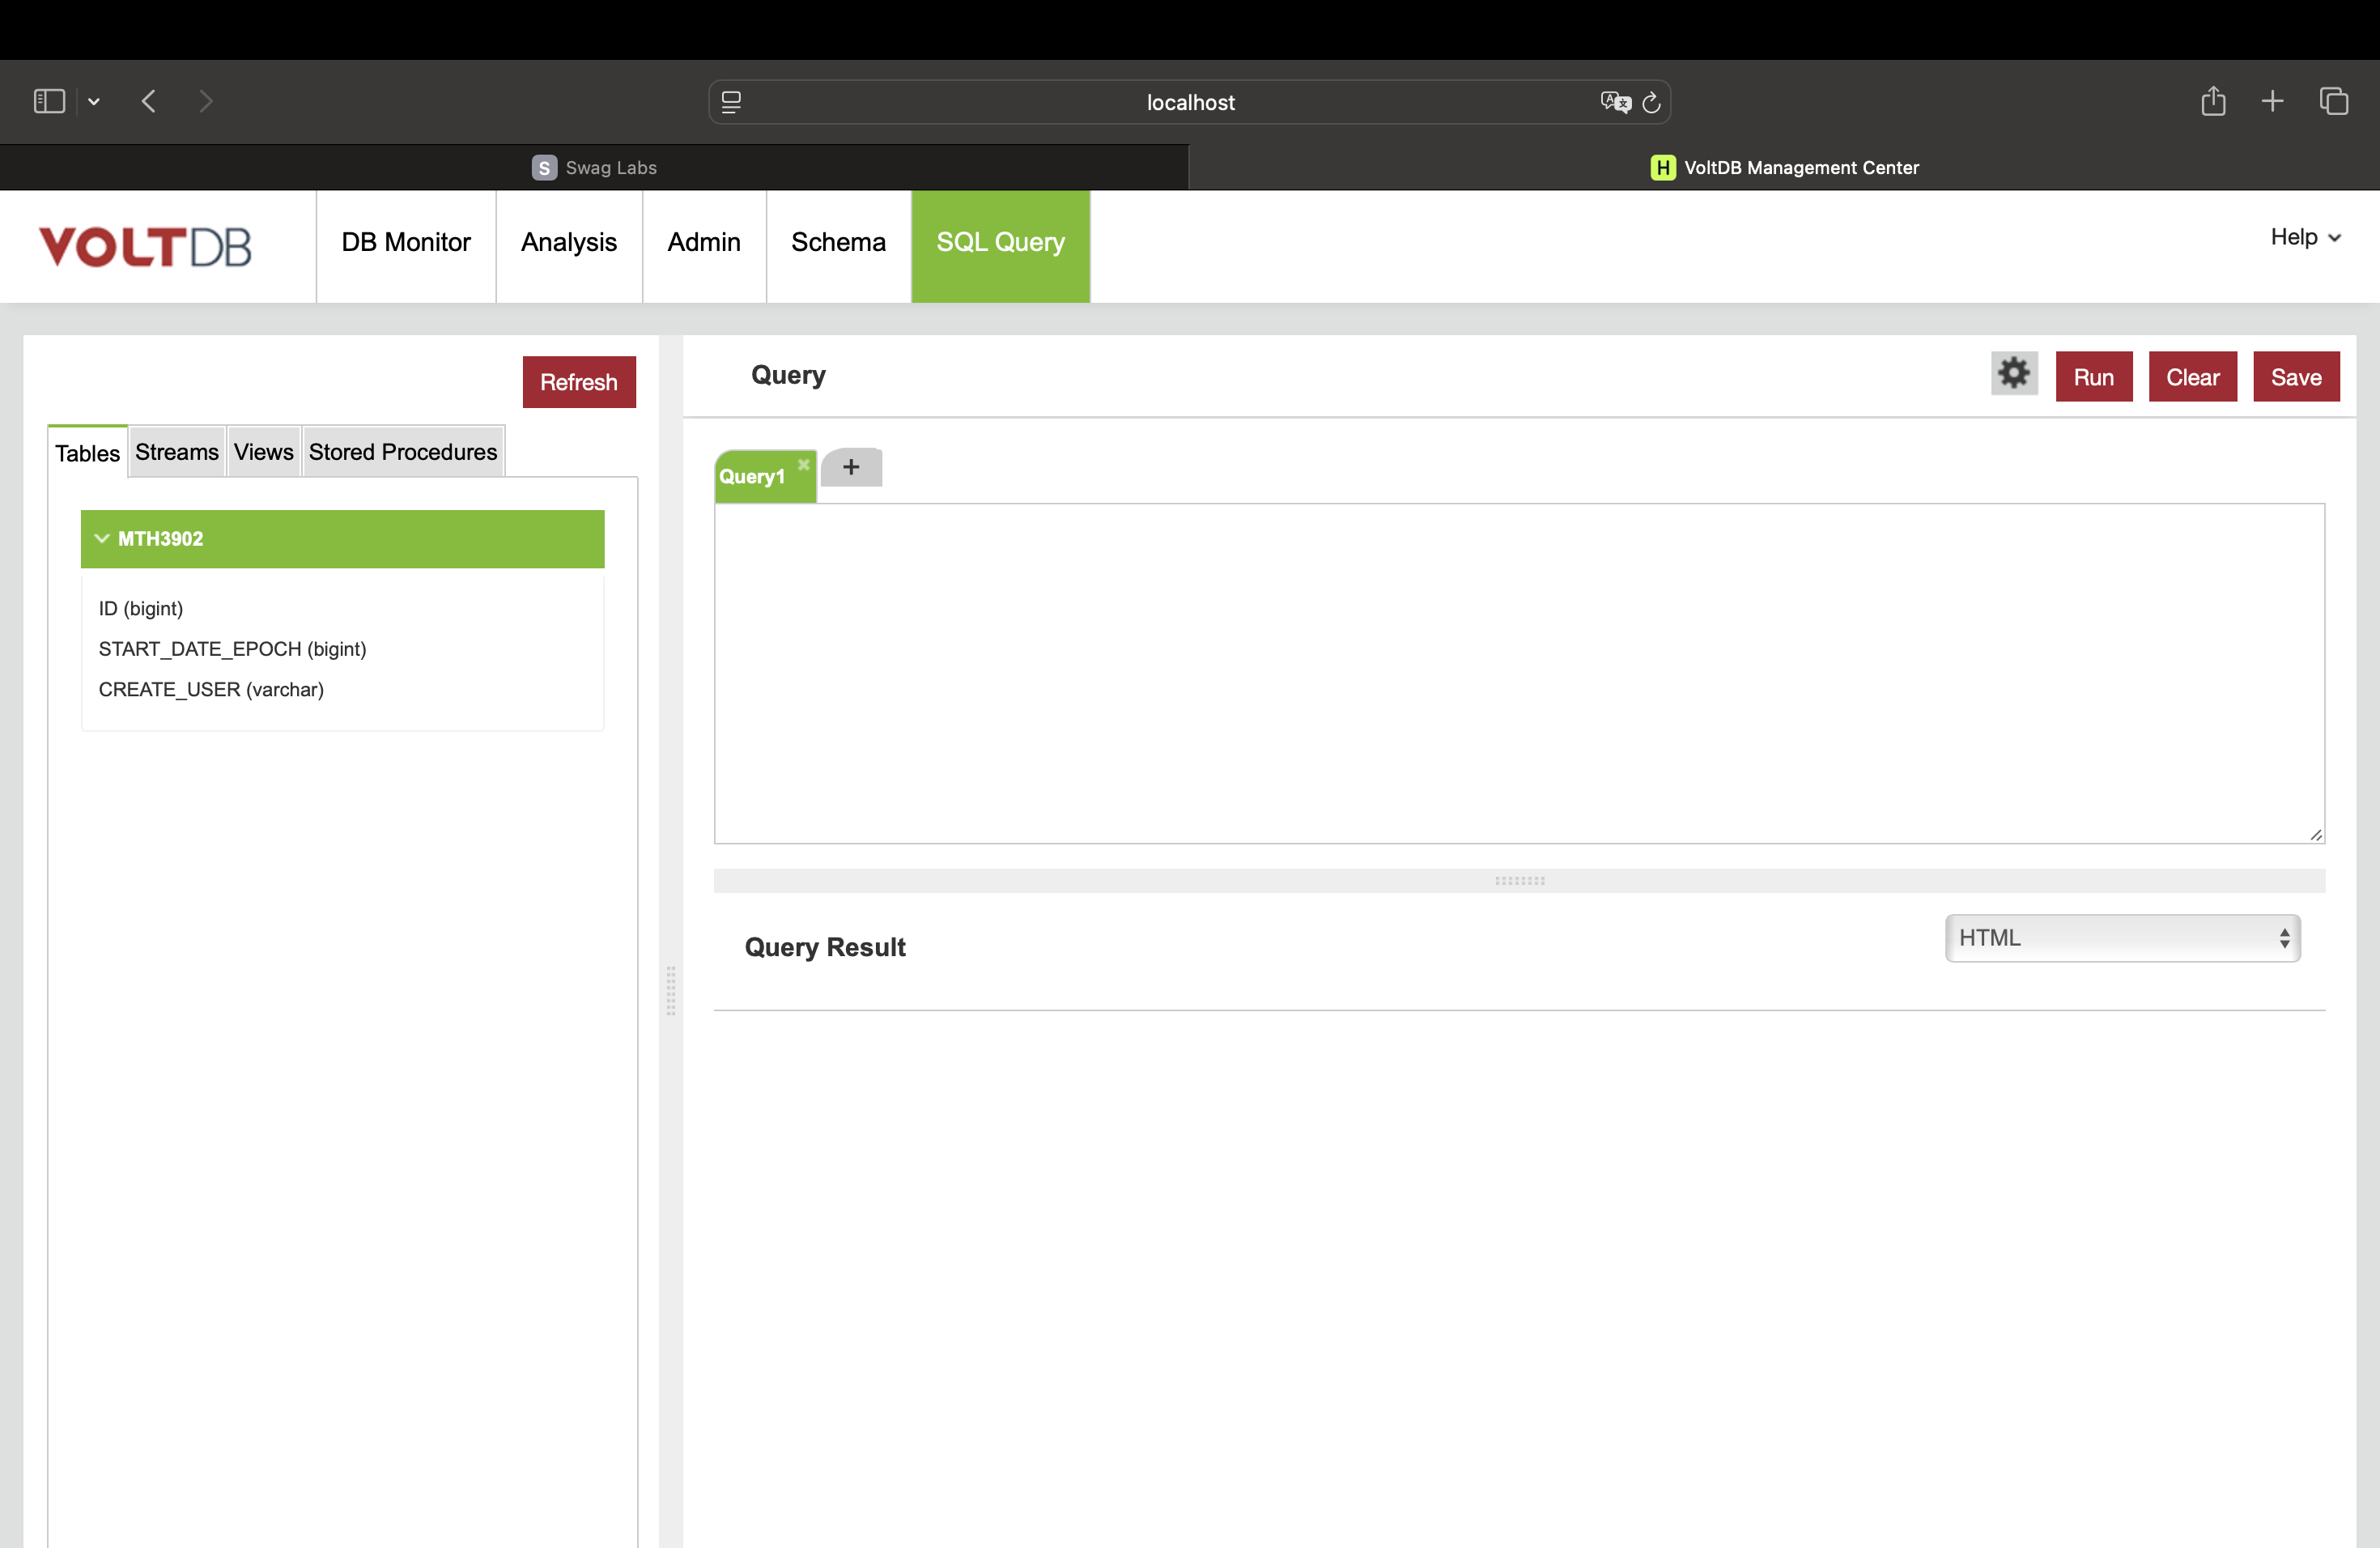 localhost
S Swag Labs
H VoltDB Management Center
VOLTDB
DB Monitor
Analysis
Admin
Schema
SQL Query
Help
Refresh
Tables
Streams
Views
Stored Procedures
MTH3902
ID (bigint)
START_DATE_EPOCH (bigint)
CREATE_USER (varchar)
Query
Run
Clear
Save
Query1
+
Query Result
HTML